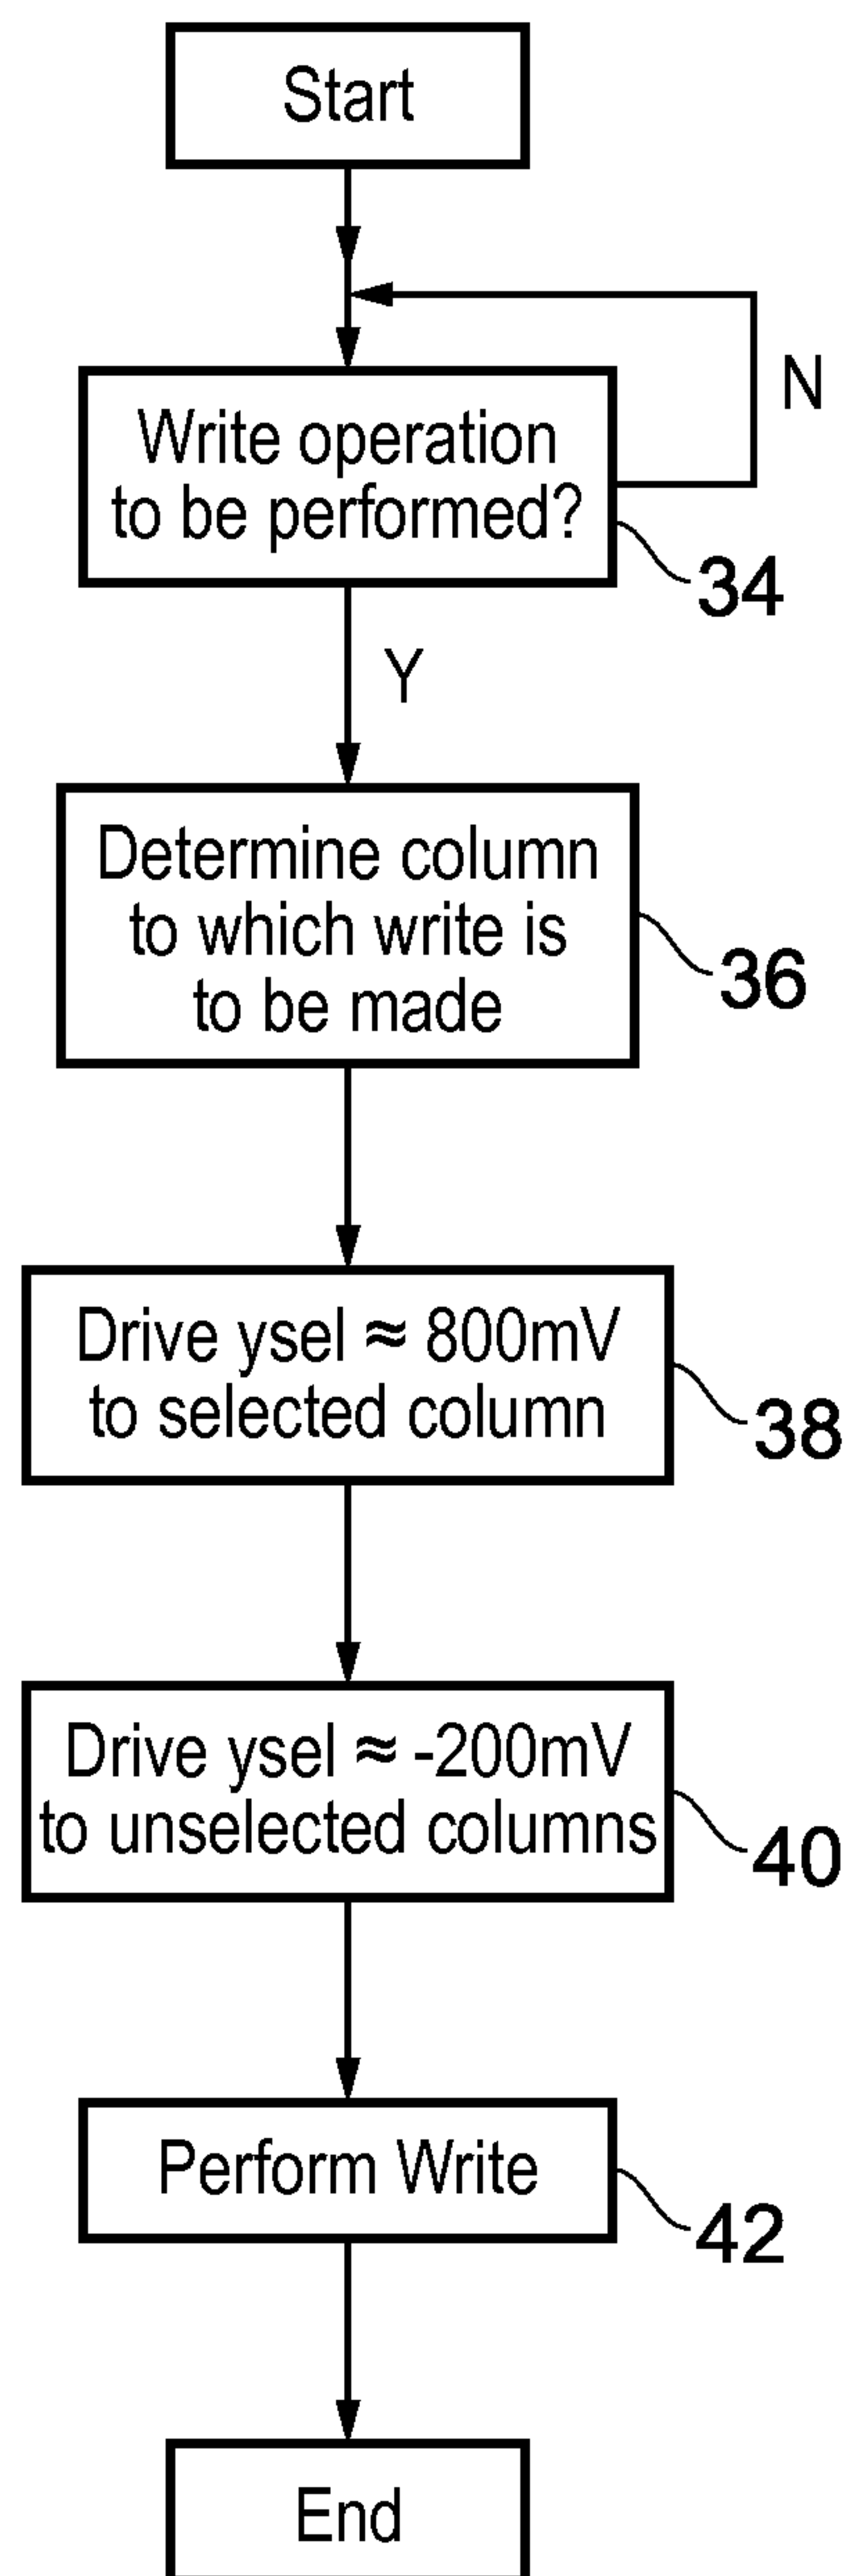 Start
N
Write operation
to be performed?
34
Y
Determine column
to which write is
to be made
36
Drive ysel ≈ 800mV
to selected column
38
Drive ysel ≈ -200mV
to unselected columns
40
Perform Write
42
End